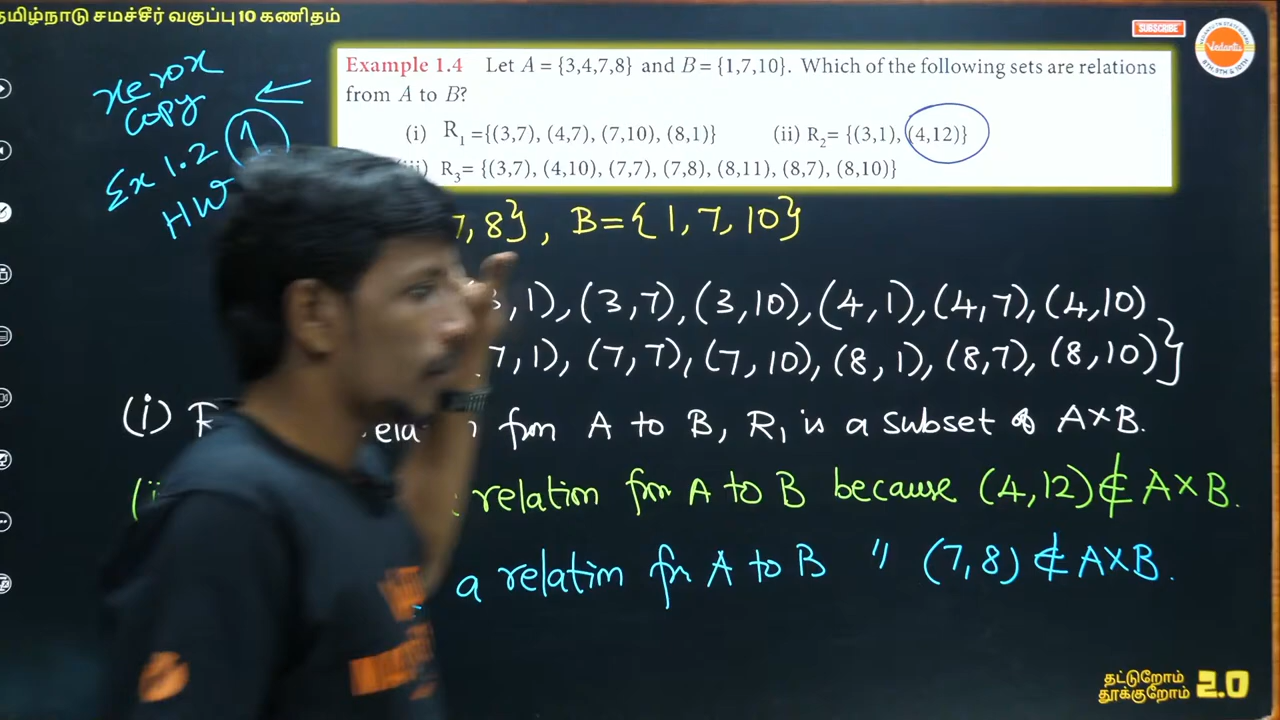 தமிழ்நாடு சமச்சீர் வகுப்பு 10 கணிதம்
SUBSCRIBE
Vedantu
8TH, 9TH & 10TH
xerox
copy
Ex 1.2 1
HW
Example 1.4 Let A = {3,4,7,8} and B = {1,7,10}. Which of the following sets are relations
from A to B?
(i) R₁ ={(3,7), (4,7), (7,10), (8,1)} (ii) R₂= {(3,1), (4,12)}
R₃= {(3,7), (4,10), (7,7), (7,8), (8,11), (8,7), (8,10)}
7, 8} , B = { 1, 7, 10}
, 1), (3, 7), (3, 10), (4, 1), (4, 7), (4, 10)
7, 1), (7, 7), (7, 10), (8, 1), (8, 7), (8, 10)}
(i) from A to B, R₁ is a subset of A×B.
relation from A to B because (4, 12) ∉ A×B.
a relation from A to B " (7, 8) ∉ A×B.
தட்டுறோம்
தூக்குறோம் 2.0